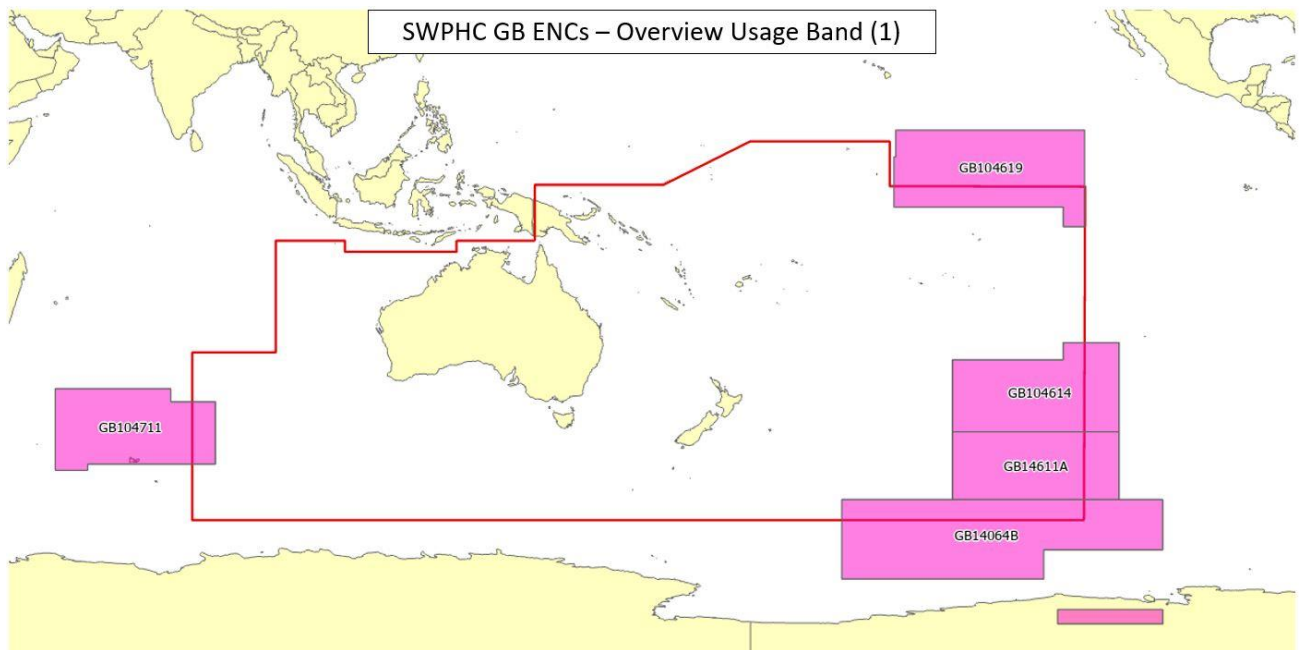 SWPHC GB ENCs – Overview Usage Band (1)
GB104619
GB104614
GB104711
GB14611A
GB14064B